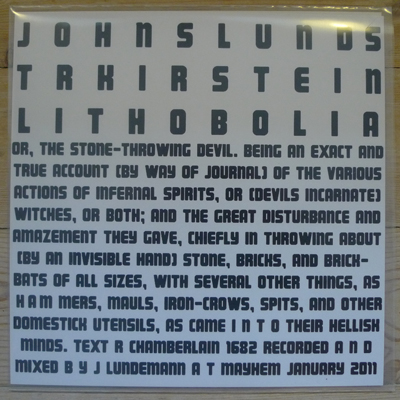 JOHNSLUNDS
TRKIRSTEIN
LITHOBOLIA
OR, THE STONE-THROWING DEVIL. BEING AN EXACT AND
TRUE ACCOUNT (BY WAY OF JOURNAL) OF THE VARIOUS
ACTIONS OF INFERNAL SPIRITS, OR (DEVILS INCARNATE)
WITCHES, OR BOTH; AND THE GREAT DISTURBANCE AND
AMAZEMENT THEY GAVE, CHIEFLY IN THROWING ABOUT
(BY AN INVISIBLE HAND) STONE, BRICKS, AND BRICK-
BATS OF ALL SIZES, WITH SEVERAL OTHER THINGS, AS
H A M MERS, MAULS, IRON-CROWS, SPITS, AND OTHER
DOMESTICK UTENSILS, AS CAME I N T O THEIR HELLISH
MINDS. TEXT R CHAMBERLAIN 1682 RECORDED A N D
MIXED B Y J LUNDEMANN A T MAYHEM JANUARY 2011